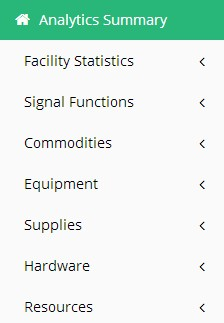 Analytics Summary
Facility Statistics
Signal Functions
Commodities
Equipment
Supplies
Hardware
Resources